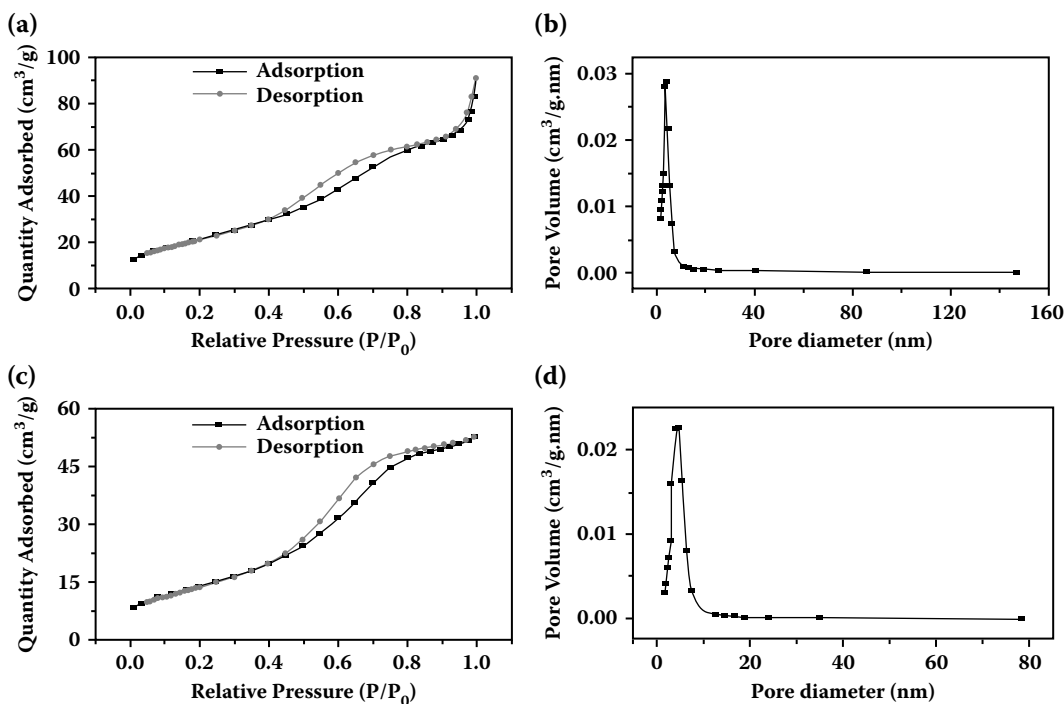 (a)
100
80
60
40
20
0
Quantity Adsorbed (cm³/g)
Adsorption
Desorption
0.0 0.2 0.4 0.6 0.8 1.0
Relative Pressure (P/P₀)
(b)
0.03
0.02
0.01
0.00
Pore Volume (cm³/g.nm)
0 40 80 120 160
Pore diameter (nm)
(c)
60
45
30
15
0
Quantity Adsorbed (cm³/g)
Adsorption
Desorption
0.0 0.2 0.4 0.6 0.8 1.0
Relative Pressure (P/P₀)
(d)
0.02
0.01
0.00
Pore Volume (cm³/g.nm)
0 20 40 60 80
Pore diameter (nm)